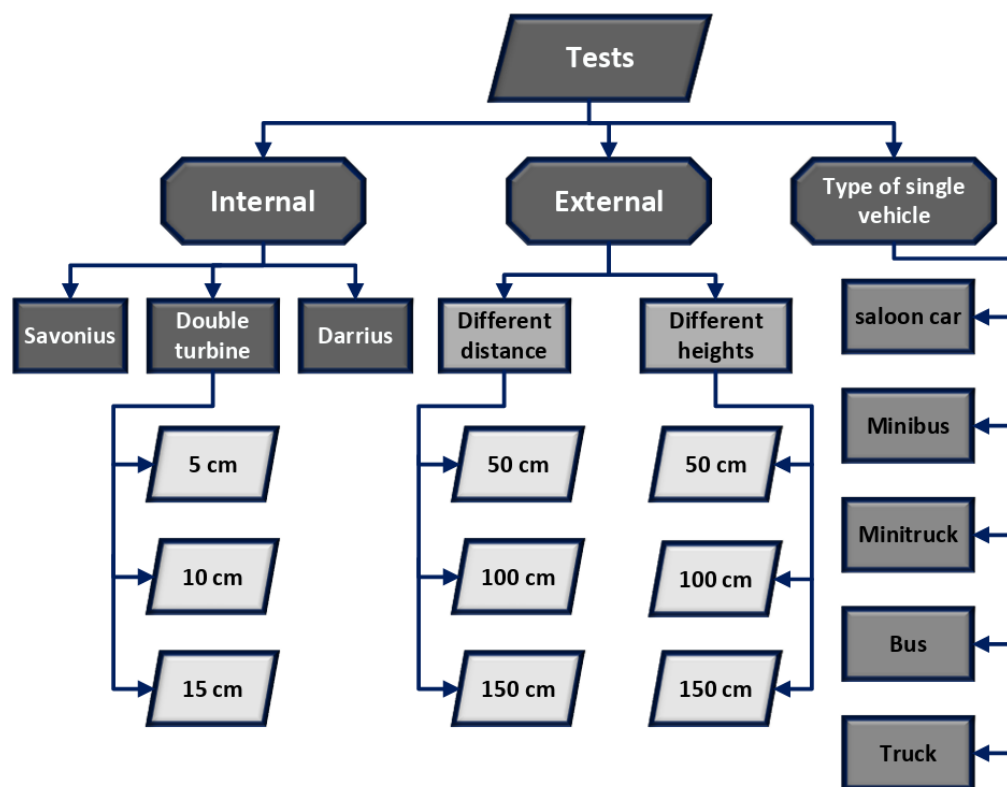 Tests
Internal
External
Type of single
vehicle
Savonius
Double
turbine
Darrius
Different
distance
Different
heights
saloon car
Minibus
Minitruck
Bus
Truck
5 cm
10 cm
15 cm
50 cm
100 cm
150 cm
50 cm
100 cm
150 cm